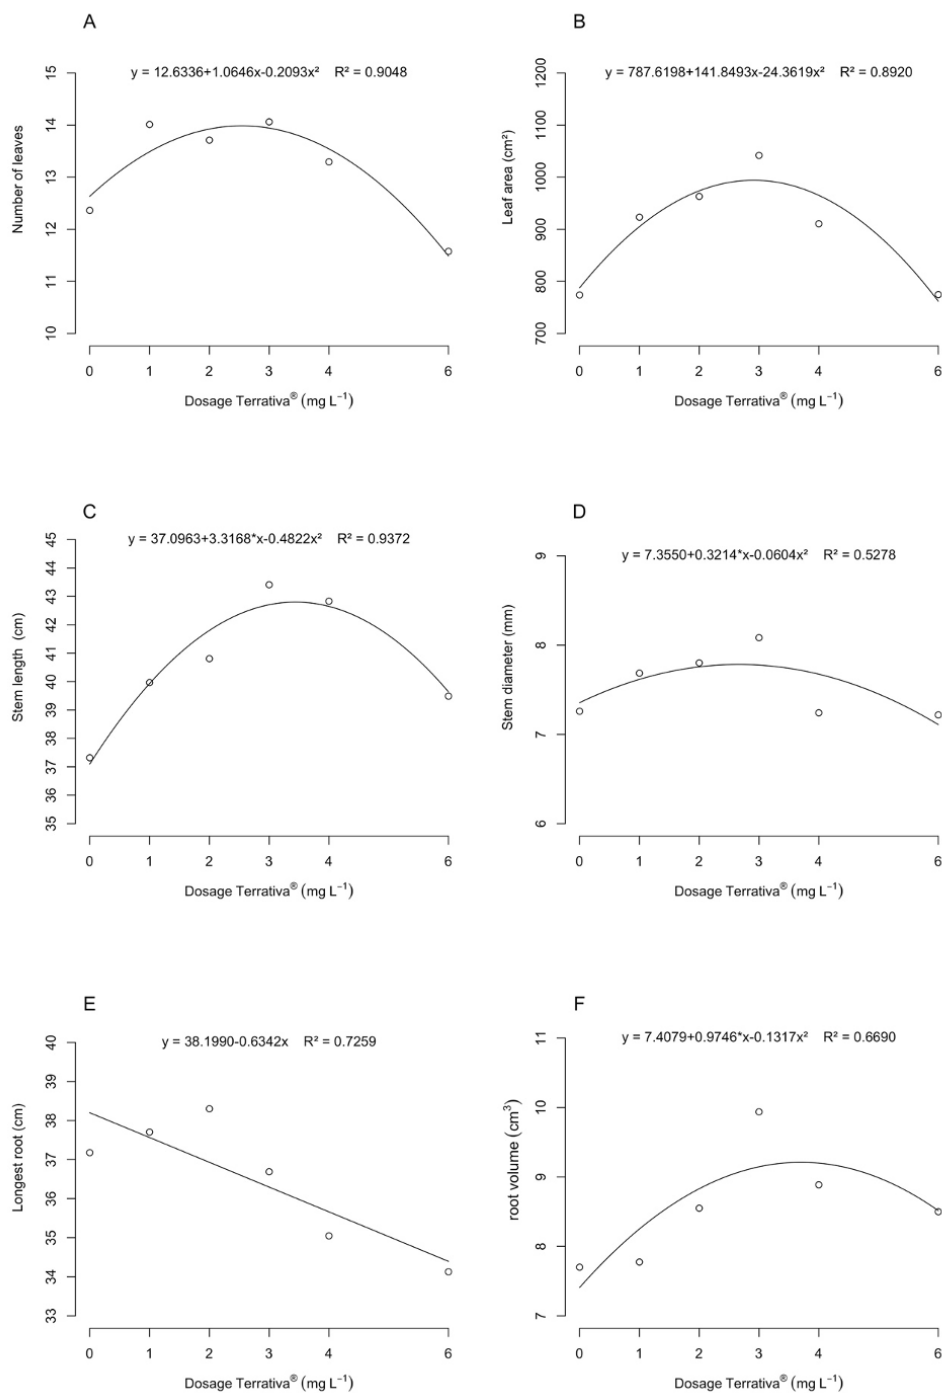 A
y = 12.6336+1.0646x-0.2093x² R² = 0.9048
Number of leaves
15
14
13
12
11
10
0 1 2 3 4 6
Dosage Terrativa® (mg L⁻¹)
B
y = 787.6198+141.8493x-24.3619x² R² = 0.8920
Leaf area (cm²)
1200
1100
1000
900
800
700
0 1 2 3 4 6
Dosage Terrativa® (mg L⁻¹)
C
y = 37.0963+3.3168*x-0.4822x² R² = 0.9372
Stem length (cm)
45
44
43
42
41
40
39
38
37
36
35
0 1 2 3 4 6
Dosage Terrativa® (mg L⁻¹)
D
y = 7.3550+0.3214*x-0.0604x² R² = 0.5278
Stem diameter (mm)
9
8
7
6
0 1 2 3 4 6
Dosage Terrativa® (mg L⁻¹)
E
y = 38.1990-0.6342x R² = 0.7259
Longest root (cm)
40
39
38
37
36
35
34
33
0 1 2 3 4 6
Dosage Terrativa® (mg L⁻¹)
F
y = 7.4079+0.9746*x-0.1317x² R² = 0.6690
root volume (cm³)
11
10
9
8
7
0 1 2 3 4 6
Dosage Terrativa® (mg L⁻¹)